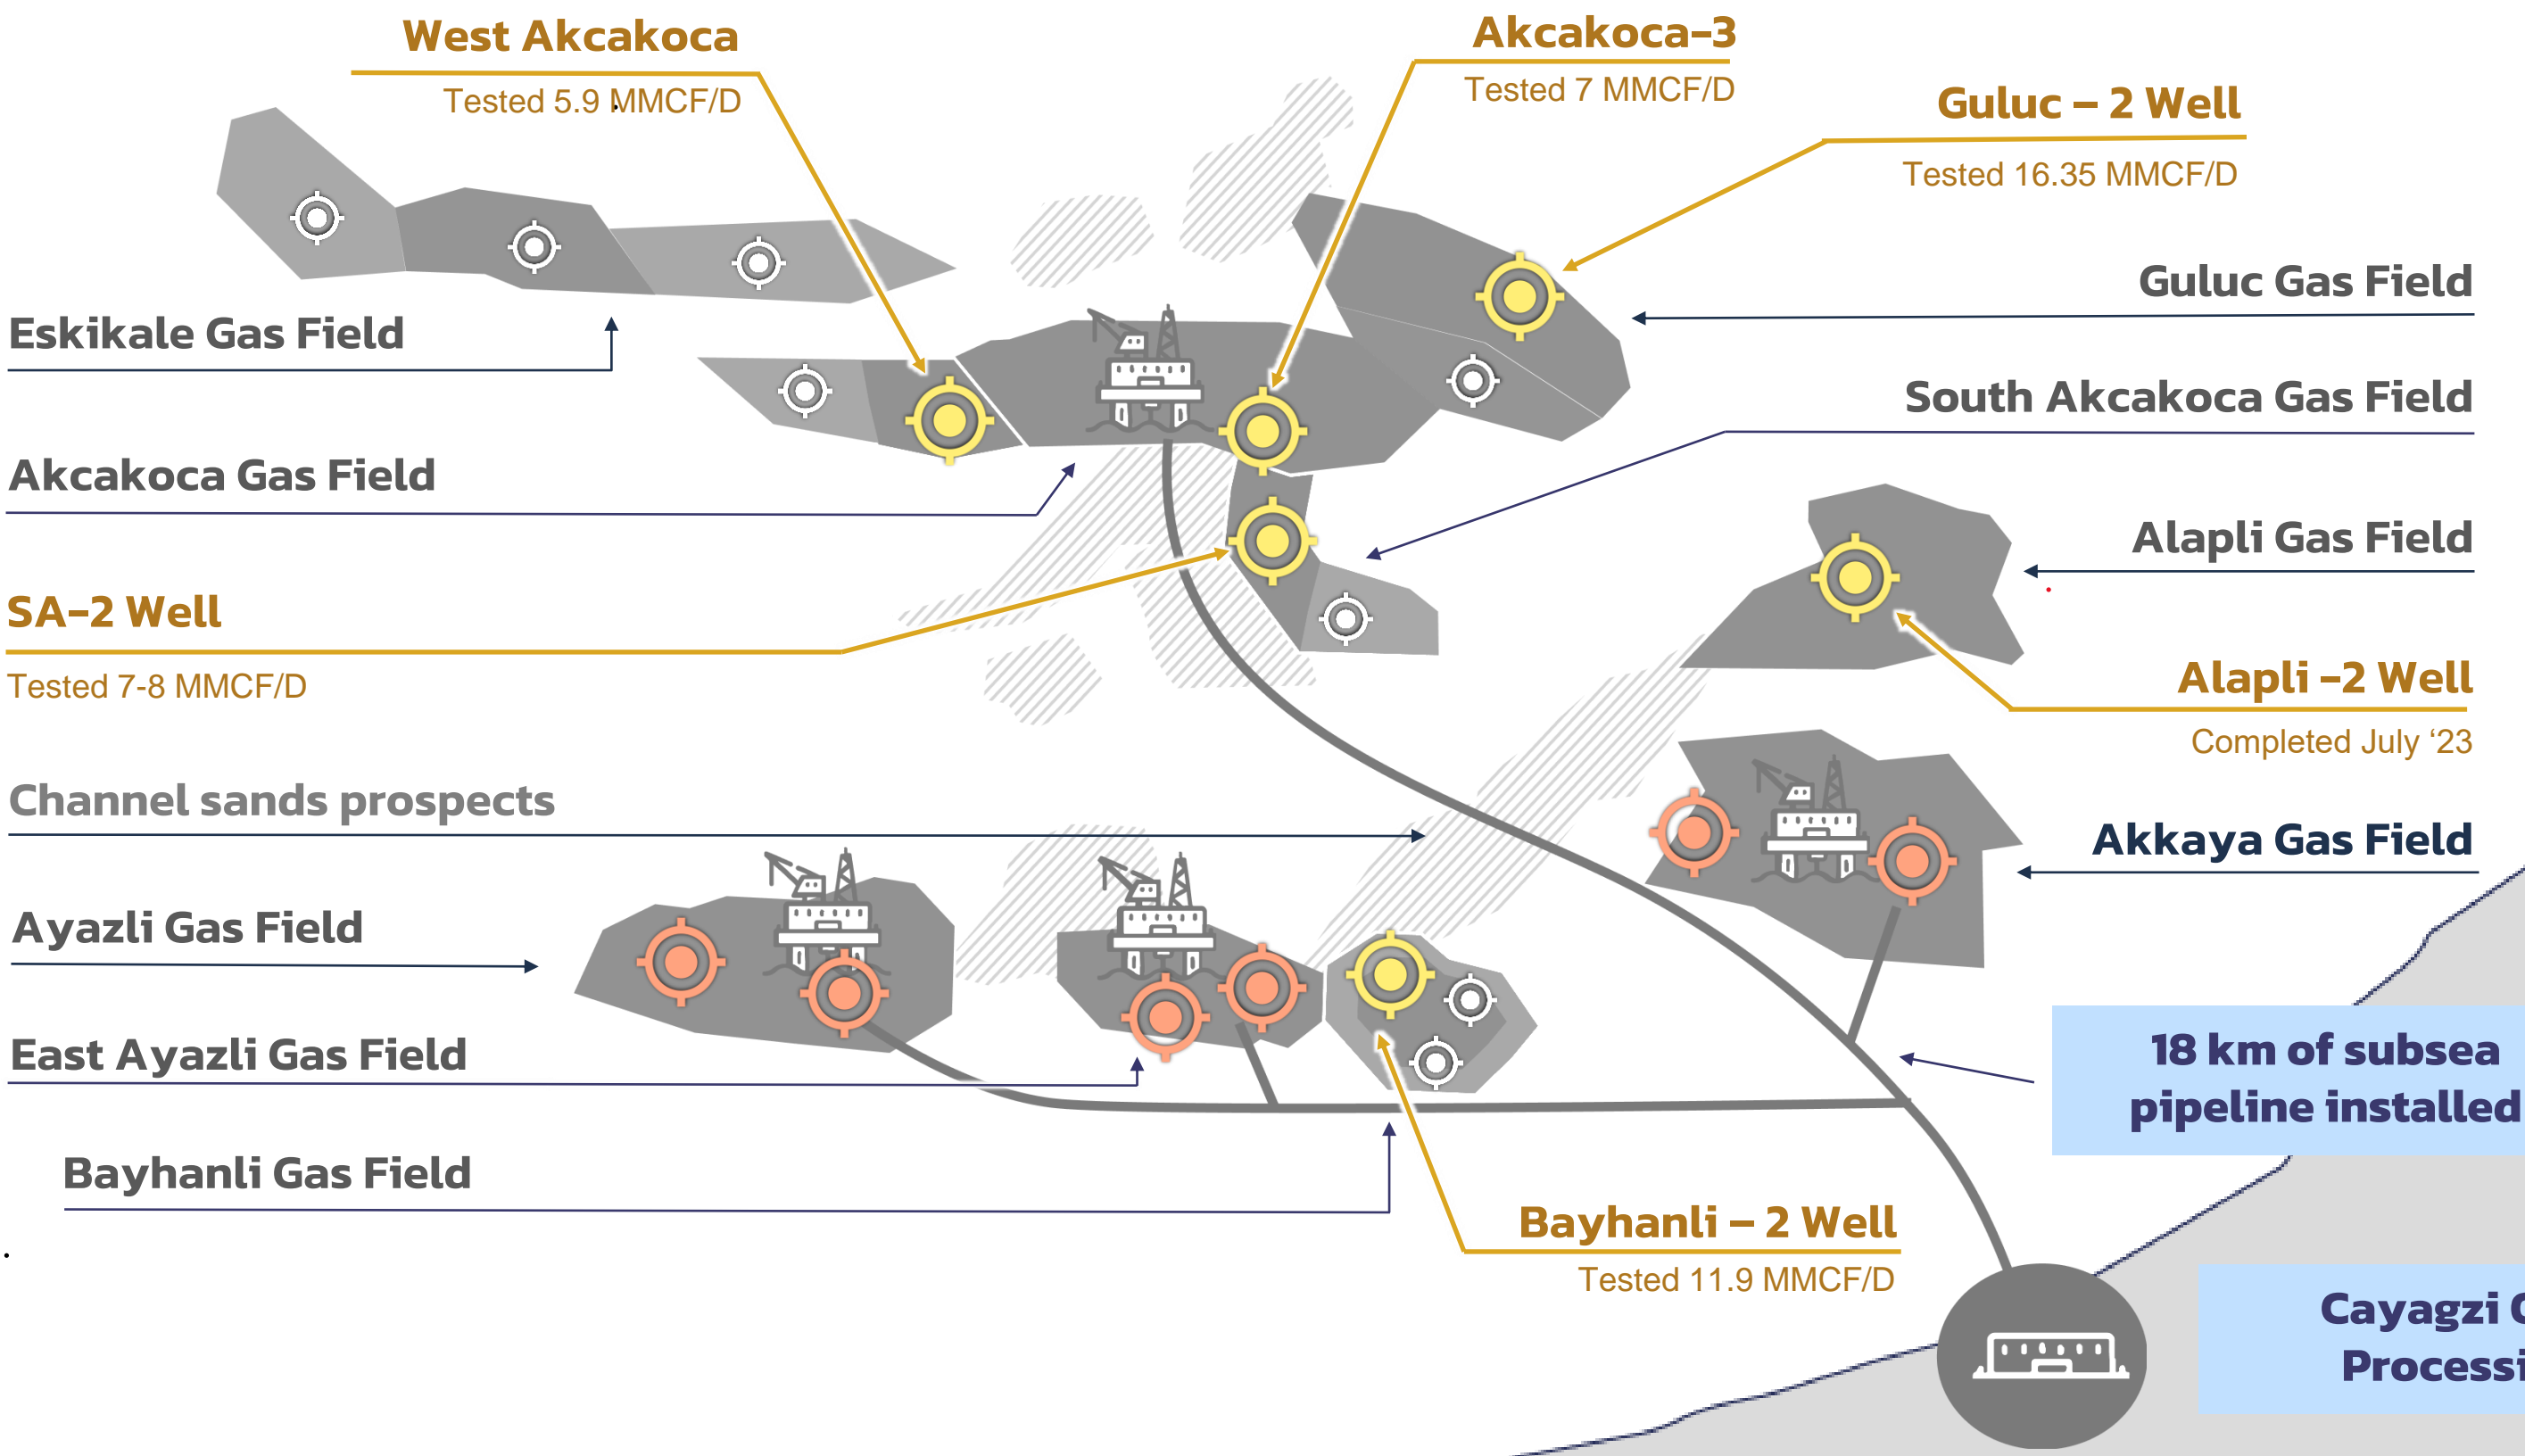 West Akcakoca
Tested 5.9 MMCF/D
Akcakoca-3
Tested 7 MMCF/D
Guluc – 2 Well
Tested 16.35 MMCF/D
Guluc Gas Field
Eskikale Gas Field
South Akcakoca Gas Field
Akcakoca Gas Field
Alapli Gas Field
SA-2 Well
Tested 7-8 MMCF/D
Alapli –2 Well
Completed July ‘23
Channel sands prospects
Akkaya Gas Field
Ayazli Gas Field
East Ayazli Gas Field
18 km of subsea
pipeline installed
Bayhanli Gas Field
Bayhanli – 2 Well
Tested 11.9 MMCF/D
Cayagzi